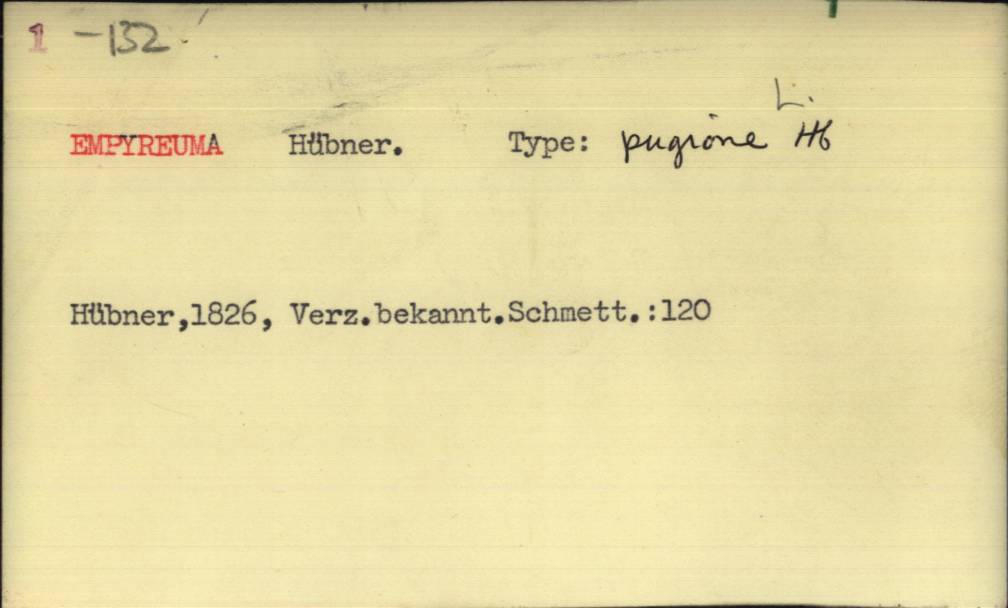 1 -132
L.
EMPYREUMA Hübner. Type: pugione Hb
Hübner,1826, Verz.bekannt.Schmett.:120